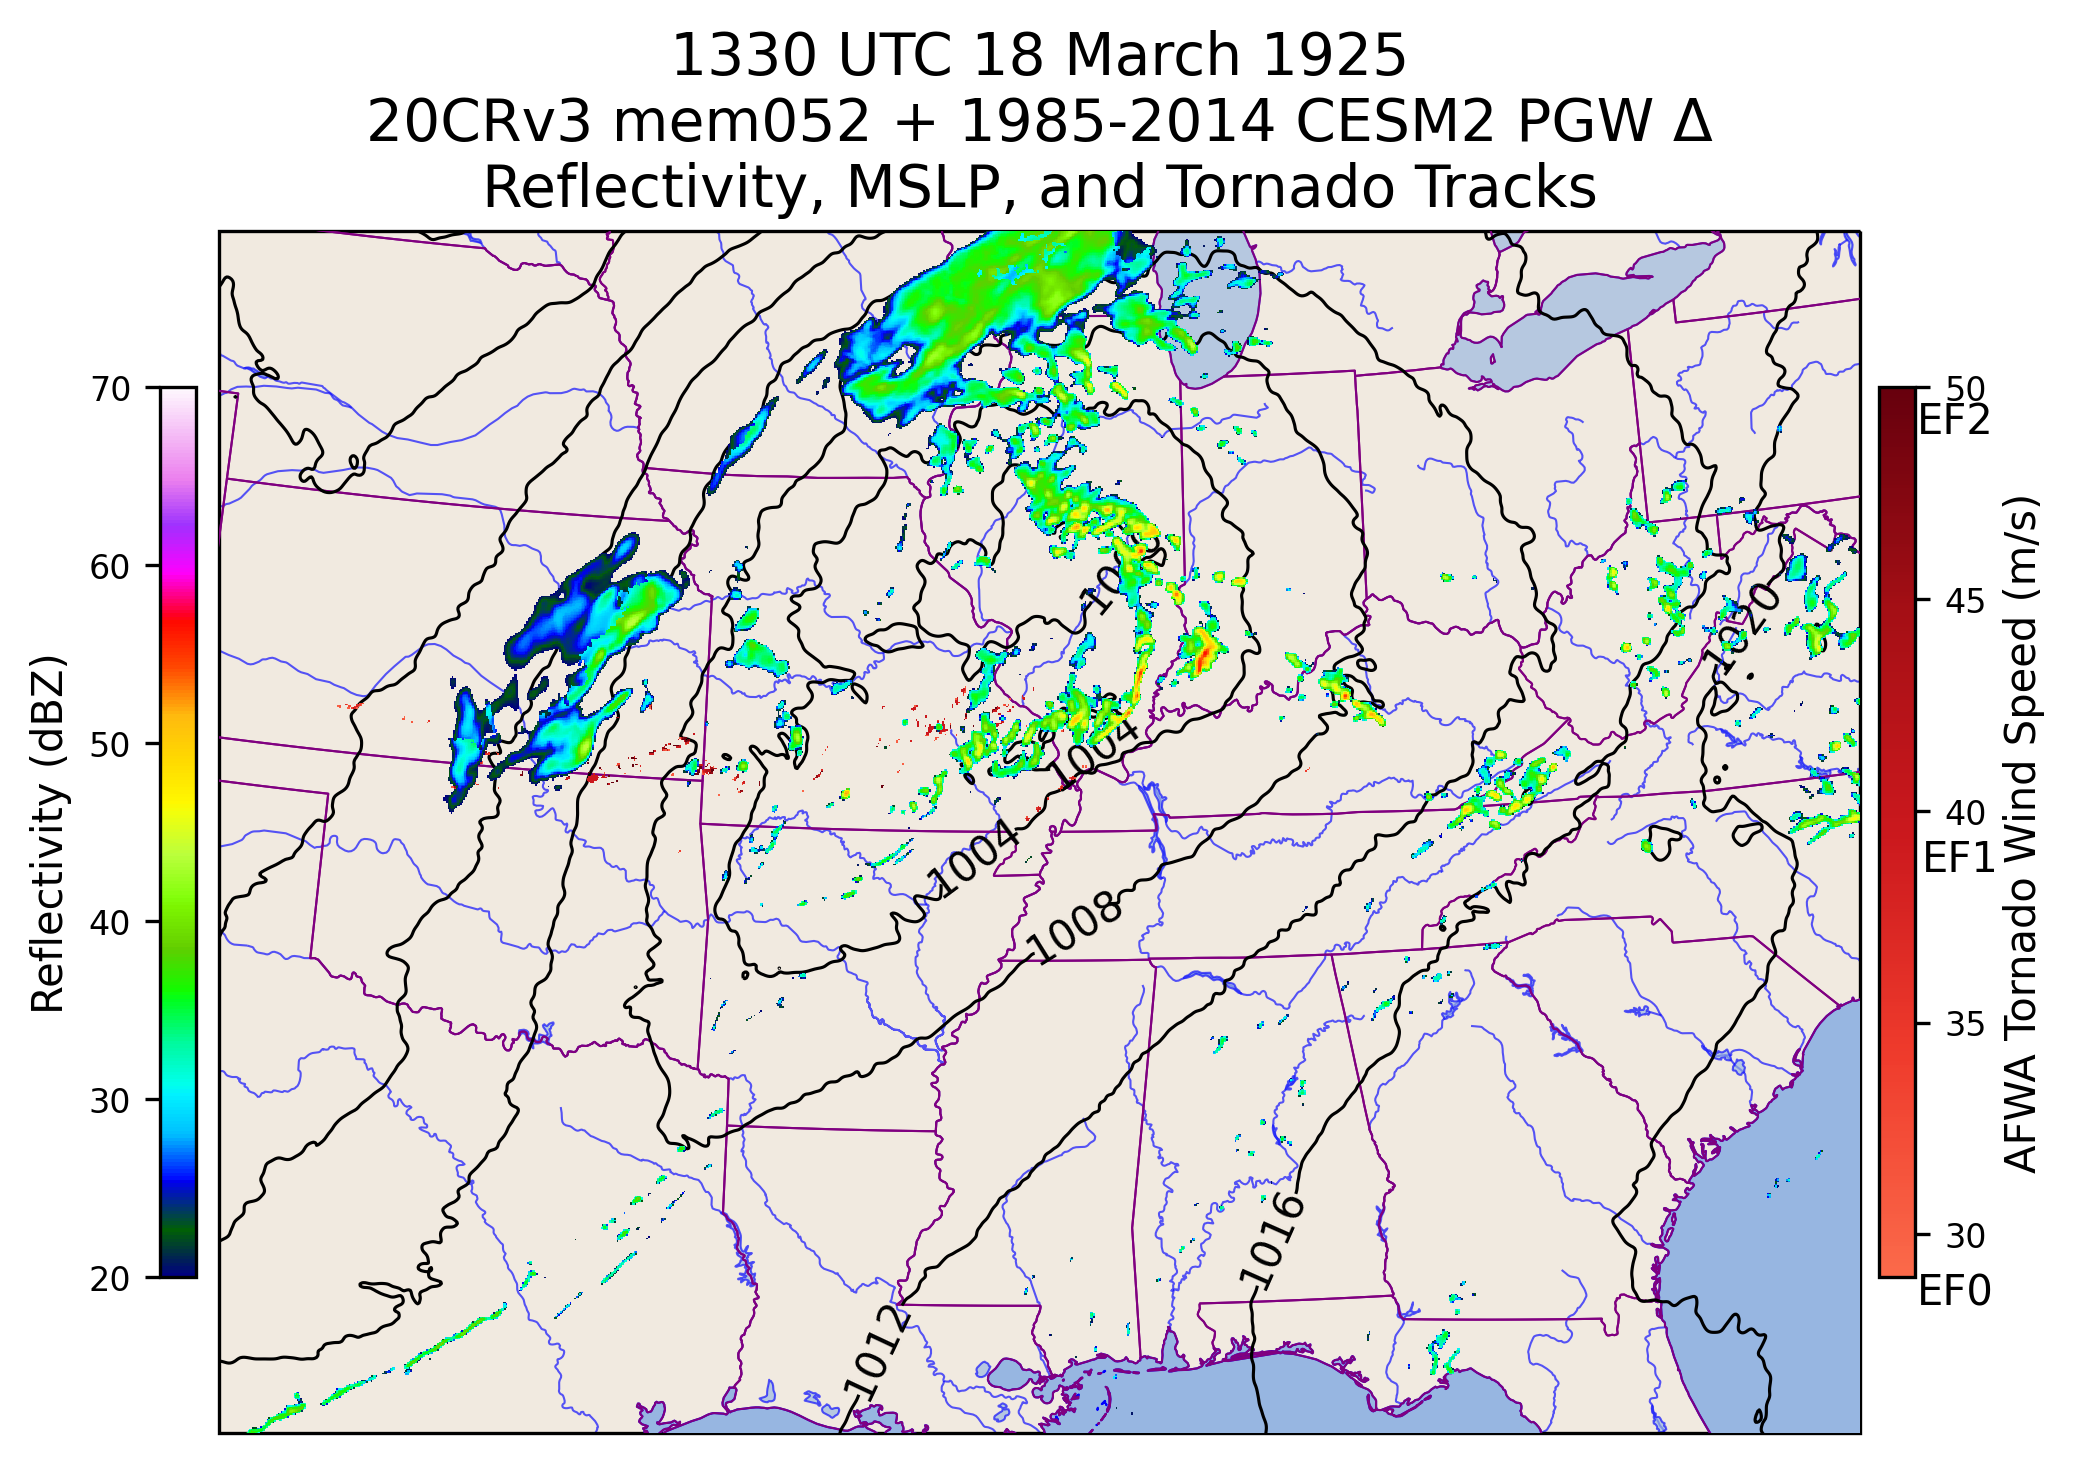 1330 UTC 18 March 1925
20CRv3 mem052 + 1985-2014 CESM2 PGW Δ
Reflectivity, MSLP, and Tornado Tracks
70
60
50
40
30
20
Reflectivity (dBZ)
1004
1004
1008
1012
1016
1020
50
EF2
45
40
EF1
35
30
EF0
AFWA Tornado Wind Speed (m/s)